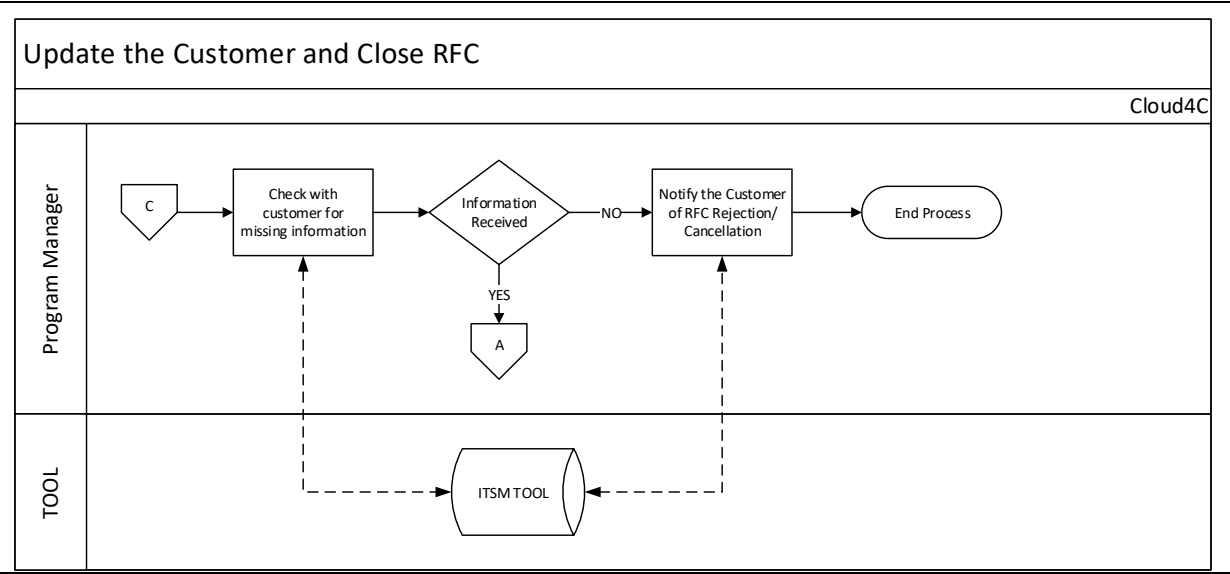 Update the Customer and Close RFC
Cloud4C
Program Manager
C
Check with
customer for
missing information
Information
Received
NO
Notify the Customer
of RFC Rejection/
Cancellation
End Process
YES
A
TOOL
ITSM TOOL